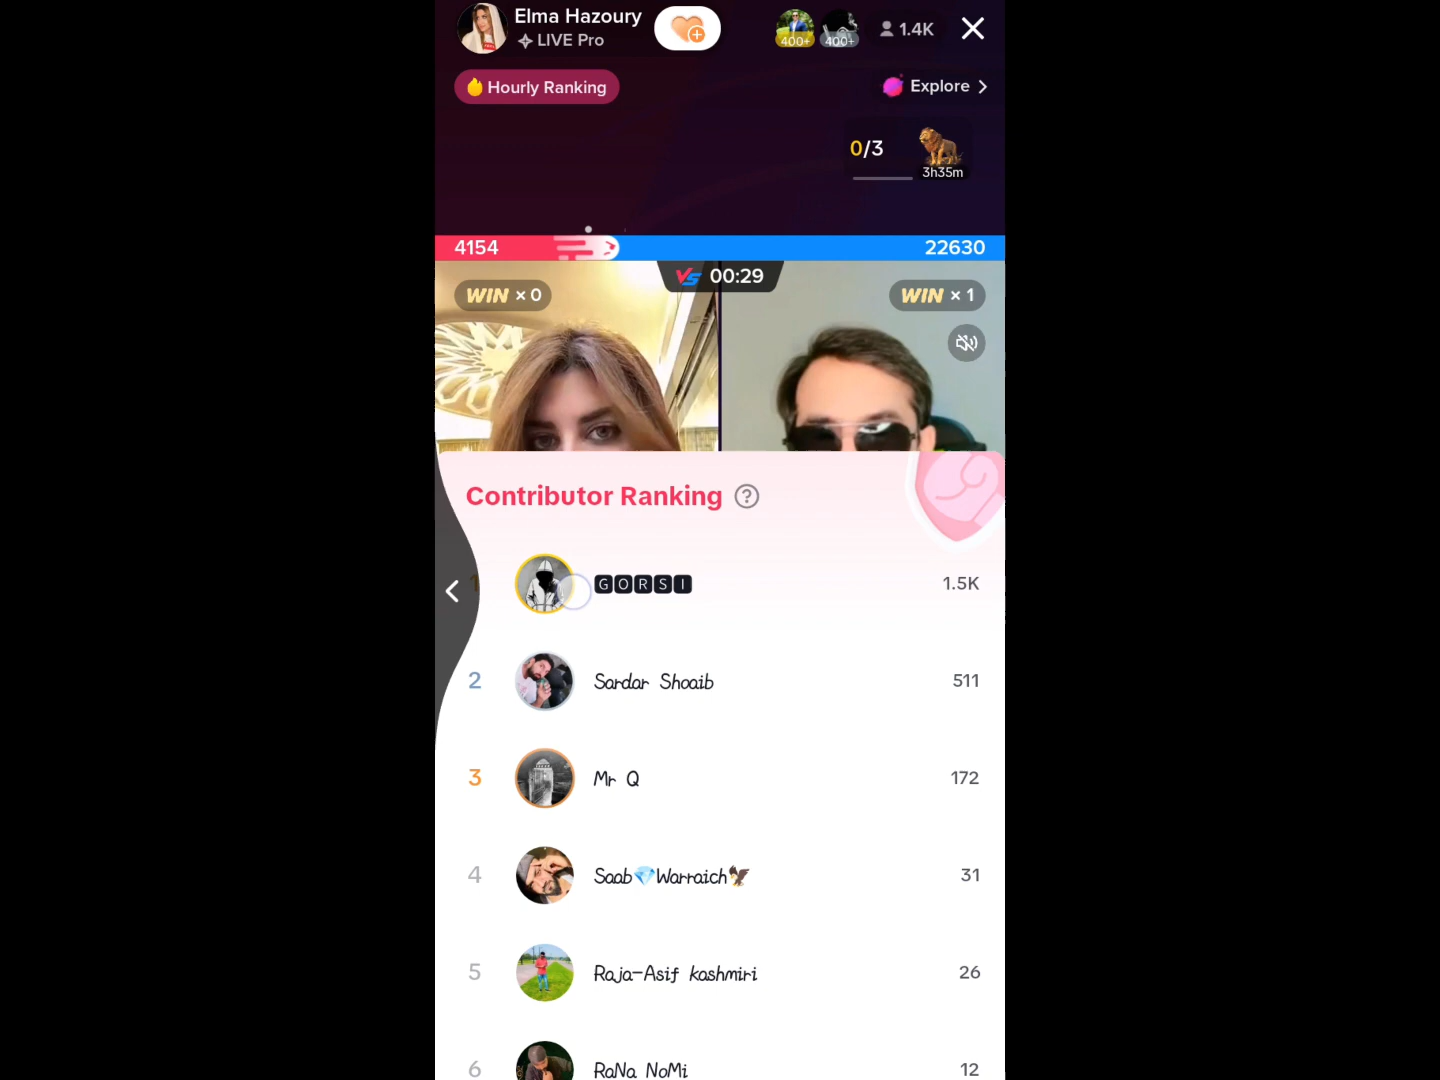 Elma Hazoury
LIVE Pro
400+
400+
1.4K
Hourly Ranking
Explore
0/3
3h35m
4154
22630
VS 00:29
WIN × 0
WIN × 1
Contributor Ranking ?
1 🅶🅾🆁🆂🅸 1.5K
2 Sardar Shoaib 511
3 Mr Q 172
4 Saab💎Warraich🦅 31
5 Raja-Asif kashmiri 26
6 RaNa NoMi 12